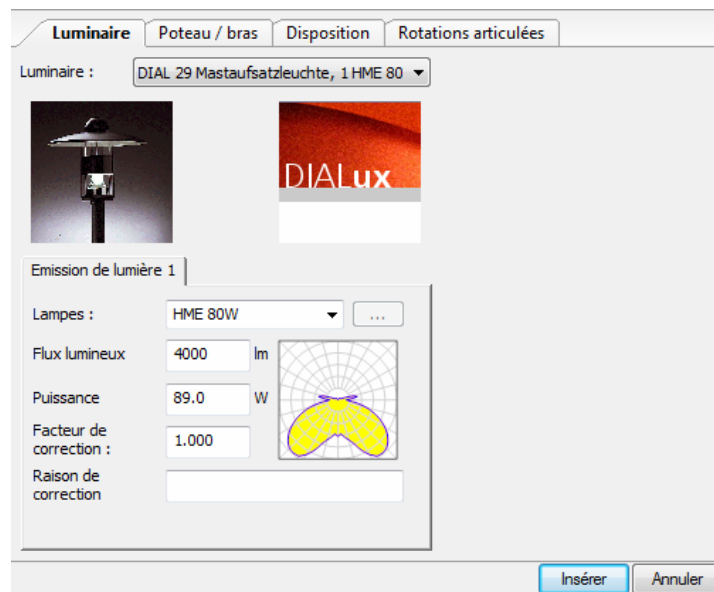 Luminaire
Poteau / bras
Disposition
Rotations articulées
Luminaire :
DIAL 29 Mastaufsatzleuchte, 1 HME 80
DIALux
Emission de lumière 1
Lampes :
HME 80W
...
Flux lumineux
4000
lm
Puissance
89.0
W
Facteur de
correction :
1.000
Raison de
correction
Insérer
Annuler